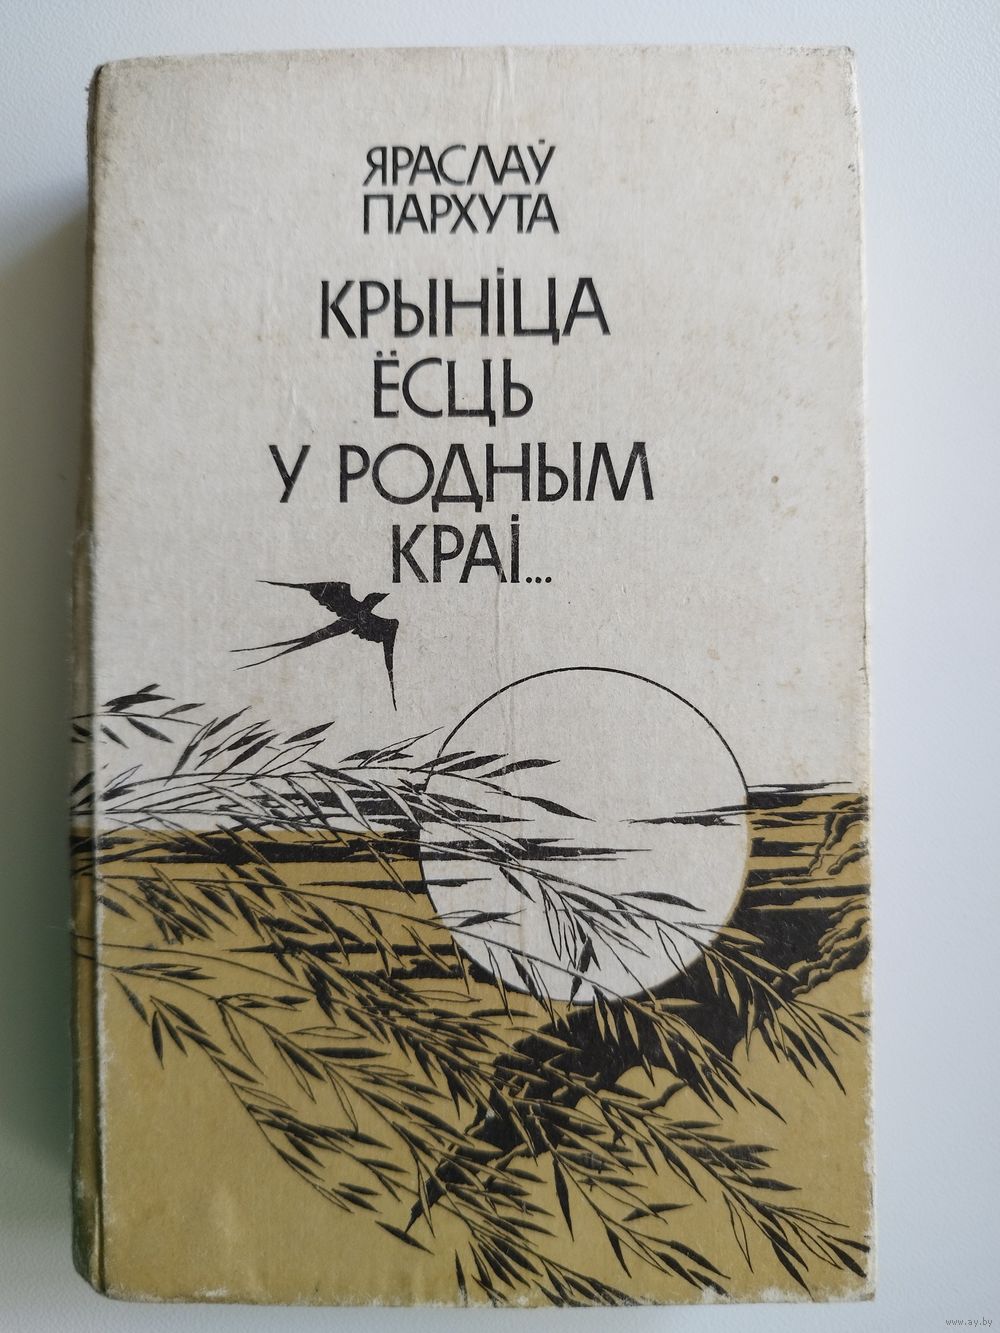 ЯРАСЛАЎ
ПАРХУТА
КРЫНІЦА
ЁСЦЬ
У РОДНЫМ
КРАІ...
www.ay.by